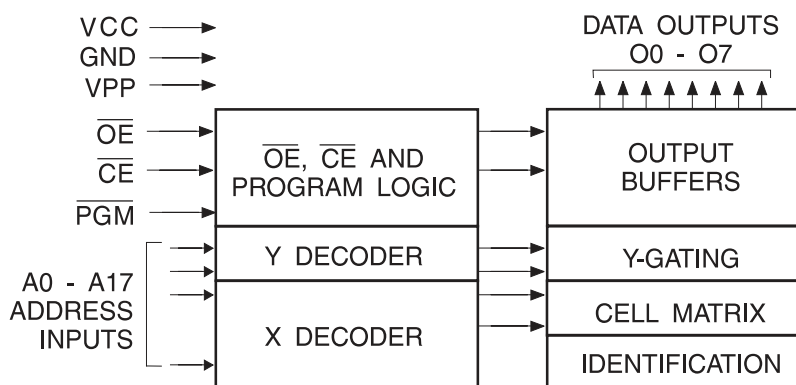 VCC
GND
VPP
OE
CE
PGM
A0 - A17
ADDRESS
INPUTS
OE, CE AND
PROGRAM LOGIC
Y DECODER
X DECODER
DATA OUTPUTS
O0 - O7
OUTPUT
BUFFERS
Y-GATING
CELL MATRIX
IDENTIFICATION